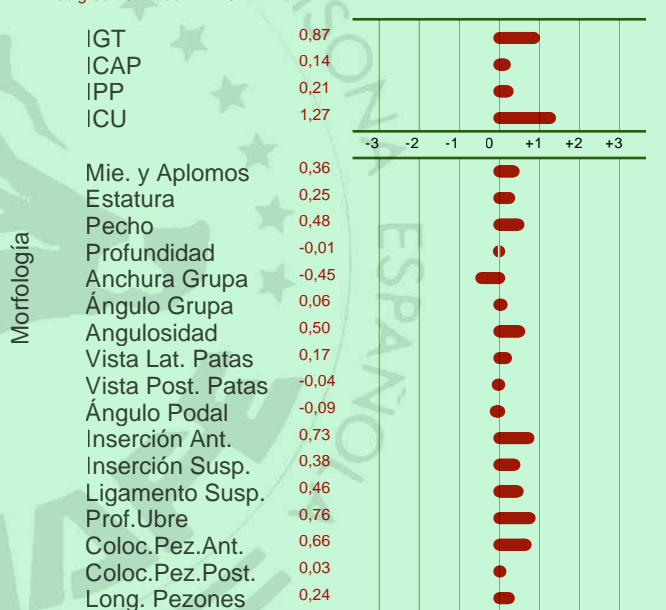 IGT 0,87
ICAP 0,14
IPP 0,21
ICU 1,27
-3 -2 -1 0 +1 +2 +3
Morfología
Mie. y Aplomos 0,36
Estatura 0,25
Pecho 0,48
Profundidad -0,01
Anchura Grupa -0,45
Ángulo Grupa 0,06
Angulosidad 0,50
Vista Lat. Patas 0,17
Vista Post. Patas -0,04
Ángulo Podal -0,09
Inserción Ant. 0,73
Inserción Susp. 0,38
Ligamento Susp. 0,46
Prof.Ubre 0,76
Coloc.Pez.Ant. 0,66
Coloc.Pez.Post. 0,03
Long. Pezones 0,24
ESPAÑOLA